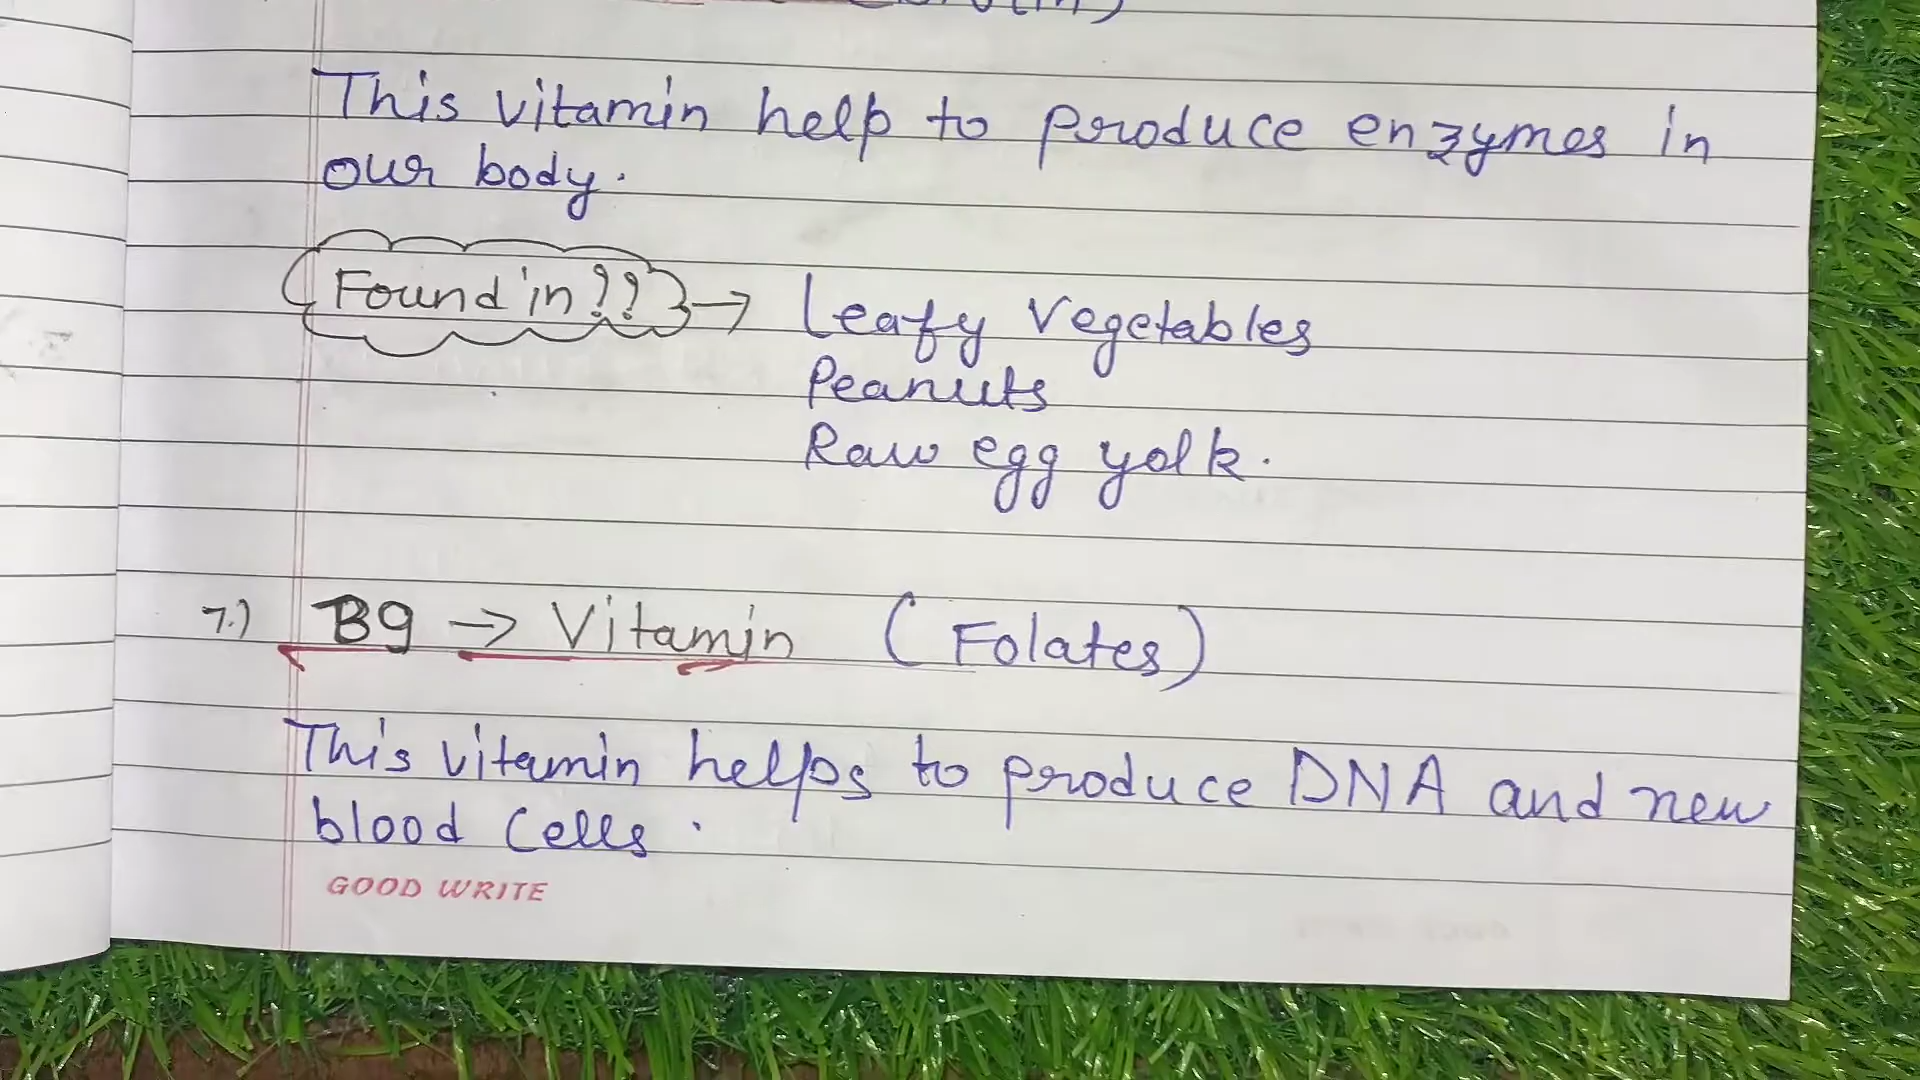 This vitamin help to produce enzymes in
our body.
Found in?? → Leafy Vegetables
Peanuts
Raw egg yolk.
7.) B9 → Vitamin (Folates)
This vitamin helps to produce DNA and new
blood Cells.
GOOD WRITE